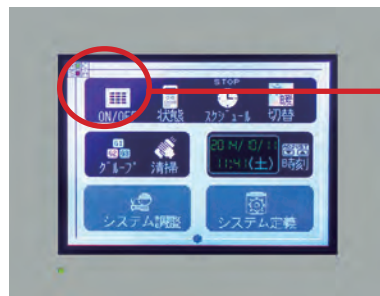 STOP
ON/OFF 状態 スケジュール 切替
グループ 清掃
2014/10/11
11:41(土) 時刻
システム調整 システム定義